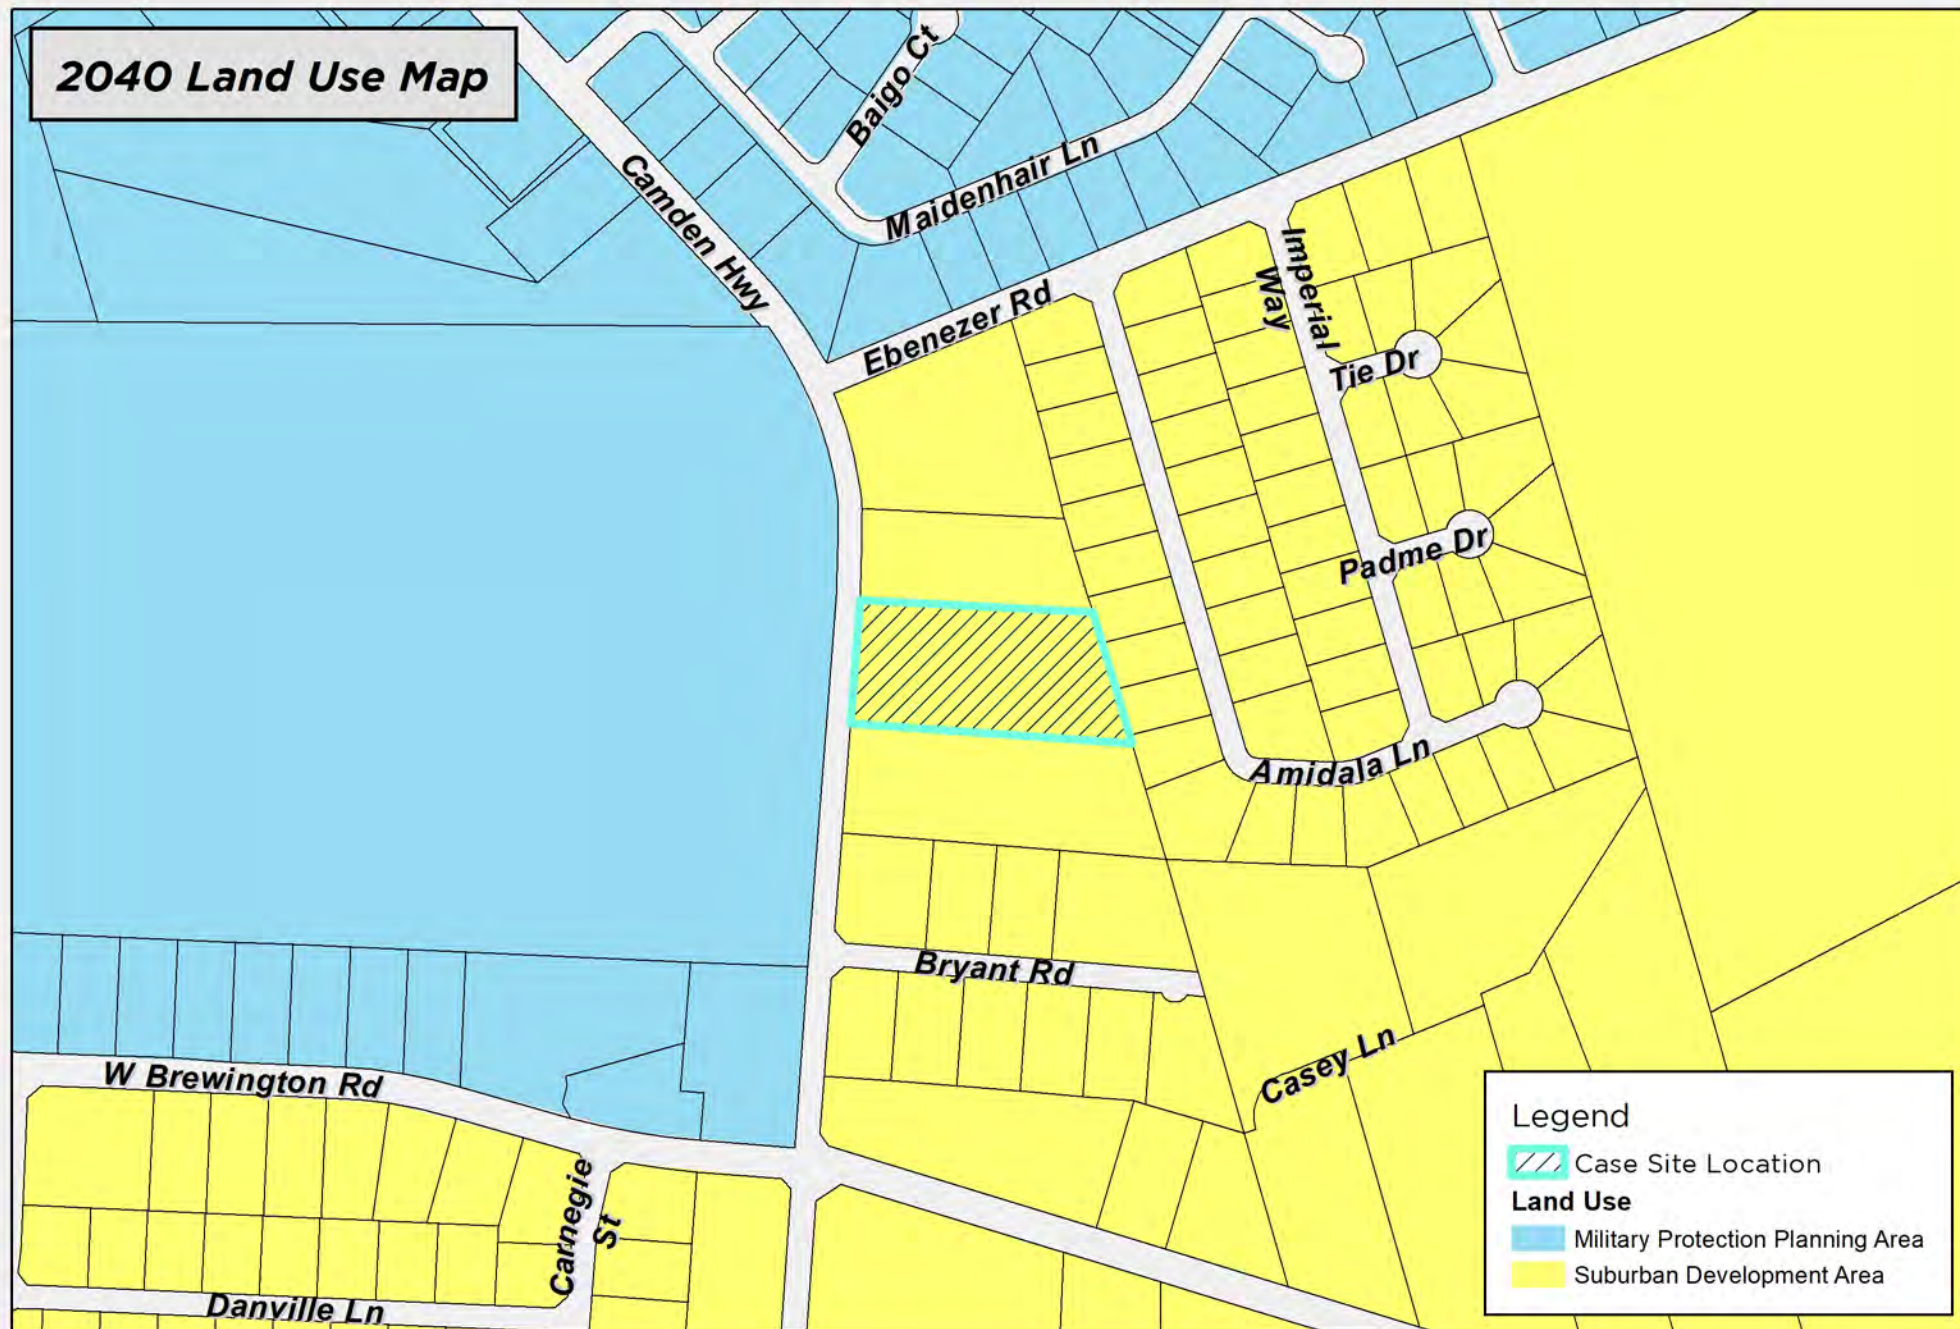 2040 Land Use Map
Baigo Ct
Camden Hwy
Maidenhair Ln
Ebenezer Rd
Imperial
Way
Tie Dr
Padme Dr
Amidala Ln
Bryant Rd
Casey Ln
W Brewington Rd
Carnegie
St
Danville Ln
Legend
Case Site Location
Land Use
Military Protection Planning Area
Suburban Development Area